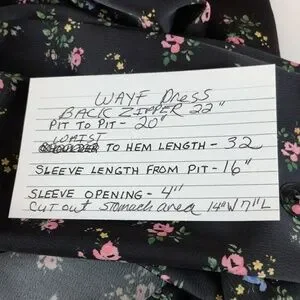 WAYF Dress
BACK ZIPPER 22"
PIT TO PIT - 20"
WAIST
SHOULDER TO HEM LENGTH - 32
SLEEVE LENGTH FROM PIT - 16"
SLEEVE OPENING - 4"
Cut out stomach area 14"W 7"L